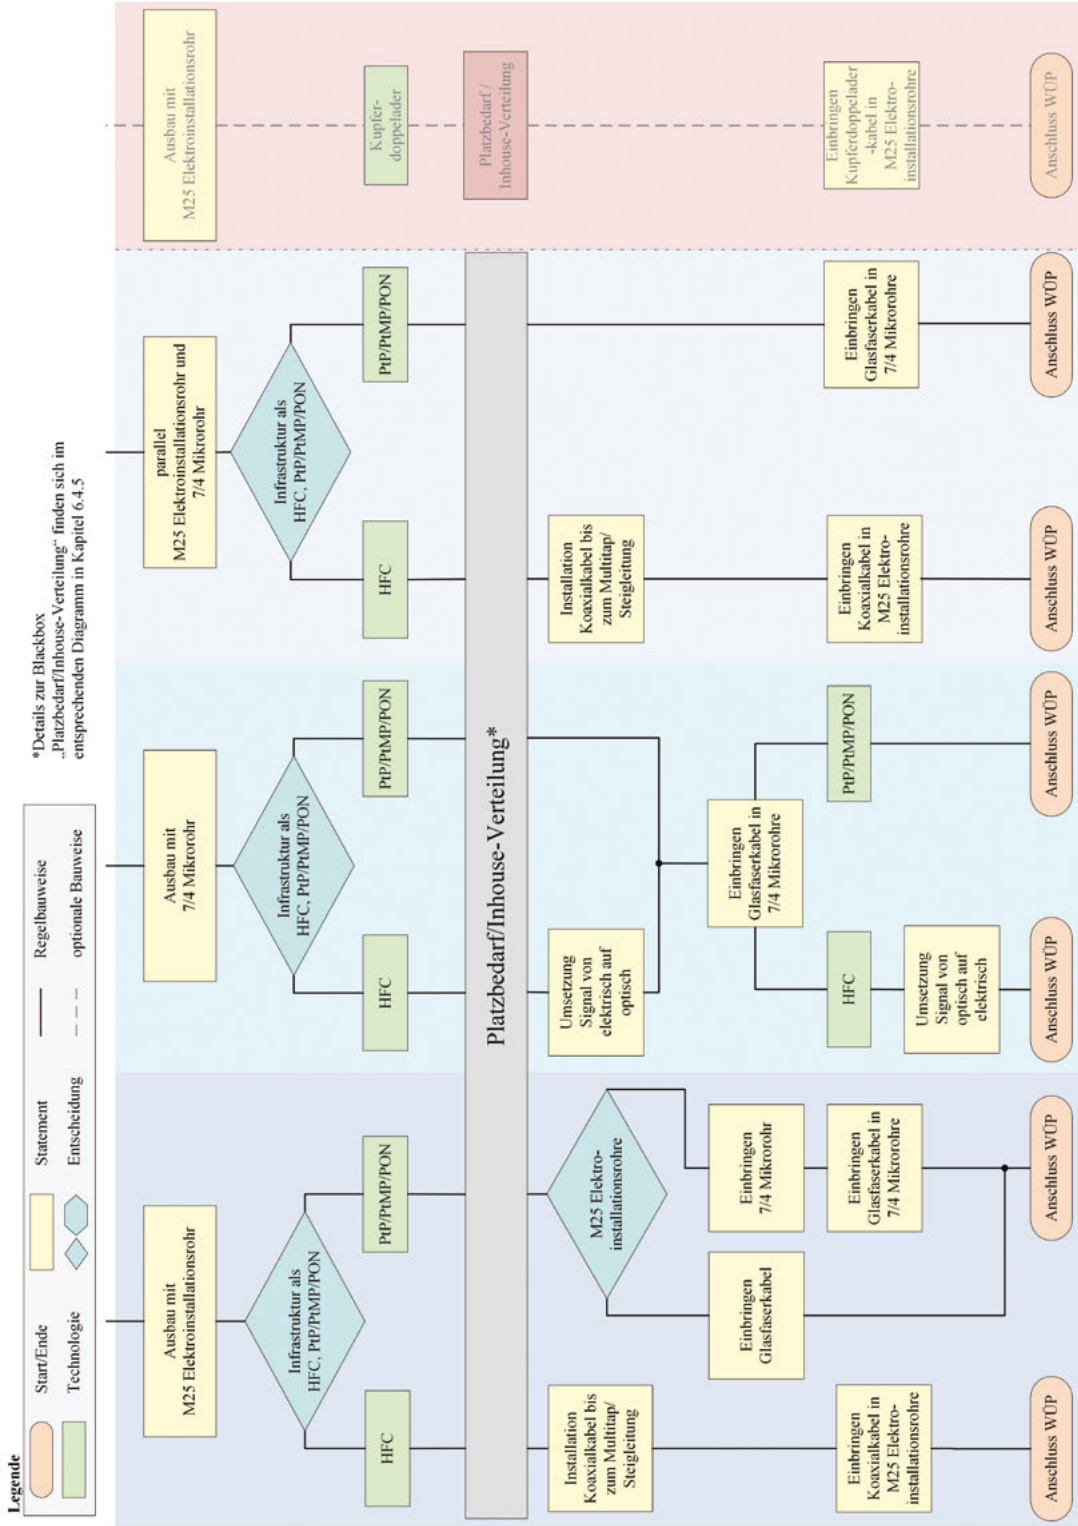 Legende
Start/Ende
Statement
Regelbauweise
Technologie
Entscheidung
optionale Bauweise
*Details zur Blackbox
„Platzbedarf/Inhouse-Verteilung“ finden sich im
entsprechenden Diagramm in Kapitel 6.4.5
Ausbau mit
M25 Elektroinstallationsrohr
Infrastruktur als
HFC, PtP/PtMP/PON
HFC
PtP/PtMP/PON
Ausbau mit
7/4 Mikrorohr
Infrastruktur als
HFC, PtP/PtMP/PON
HFC
PtP/PtMP/PON
parallel
M25 Elektroinstallationsrohr und
7/4 Mikrorohr
Infrastruktur als
HFC, PtP/PtMP/PON
HFC
PtP/PtMP/PON
Ausbau mit
M25 Elektroinstallationsrohr
Kupfer-
doppelader
Platzbedarf/Inhouse-Verteilung*
Platzbedarf /
Inhouse-Verteilung
Installation
Koaxialkabel bis
zum Multitap/
Steigleitung
M25 Elektro-
installationsrohre
Einbringen
Glasfaserkabel
Einbringen
7/4 Mikrorohr
Einbringen
Koaxialkabel in
M25 Elektro-
installationsrohre
Einbringen
Glasfaserkabel in
7/4 Mikrorohre
Umsetzung
Signal von
elektrisch auf
optisch
Einbringen
Glasfaserkabel in
7/4 Mikrorohre
HFC
PtP/PtMP/PON
Umsetzung
Signal von
optisch auf
elektrisch
Installation
Koaxialkabel bis
zum Multitap/
Steigleitung
Einbringen
Koaxialkabel in
M25 Elektro-
installationsrohre
Einbringen
Glasfaserkabel in
7/4 Mikrorohre
Einbringen
Kupferdoppelader
-kabel in
M25 Elektro-
installationsrohre
Anschluss WÜP
Anschluss WÜP
Anschluss WÜP
Anschluss WÜP
Anschluss WÜP
Anschluss WÜP
Anschluss WÜP